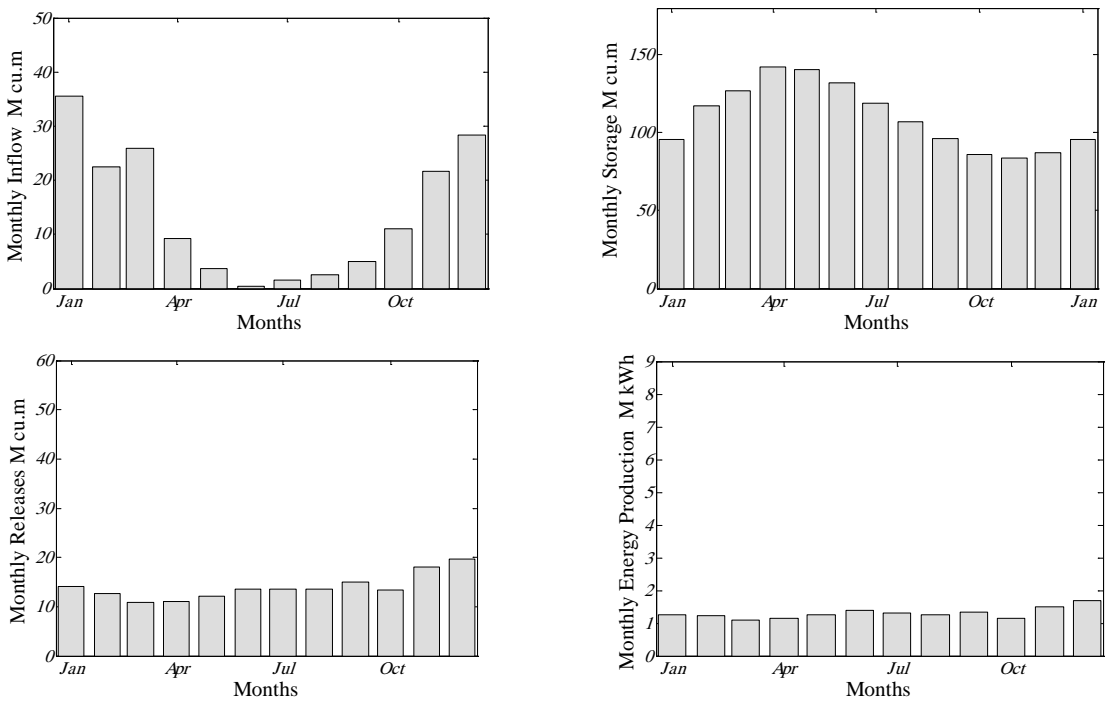 Monthly Inflow M cu.m
50
40
30
20
10
0
Jan Apr Jul Oct
Months
Monthly Storage M cu.m
150
100
50
0
Jan Apr Jul Oct Jan
Months
Monthly Releases M cu.m
60
50
40
30
20
10
0
Jan Apr Jul Oct
Months
Monthly Energy Production M kWh
9
8
7
6
5
4
3
2
1
0
Jan Apr Jul Oct
Months